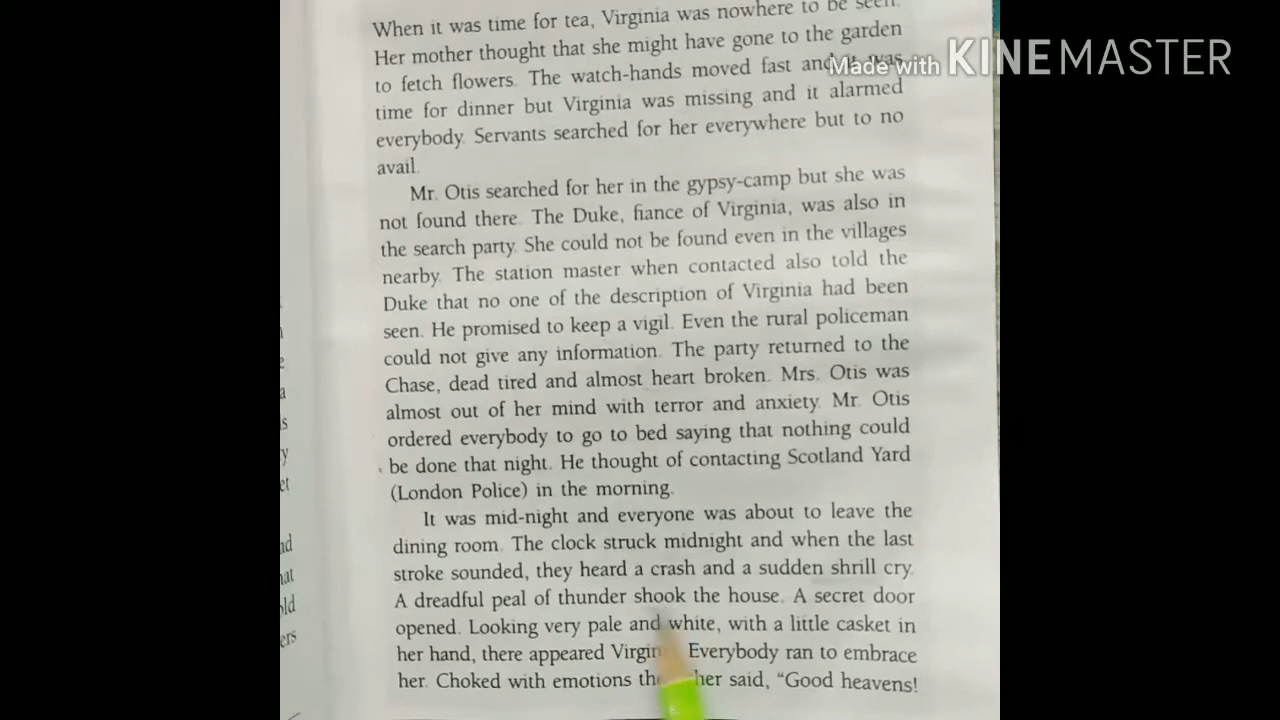 When it was time for tea, Virginia was nowhere to be seen.
Her mother thought that she might have gone to the garden
to fetch flowers. The watch-hands moved fast and it was
Made with KINEMASTER
time for dinner but Virginia was missing and it alarmed
everybody. Servants searched for her everywhere but to no
avail.
Mr. Otis searched for her in the gypsy-camp but she was
not found there. The Duke, fiance of Virginia, was also in
the search party. She could not be found even in the villages
nearby. The station master when contacted also told the
Duke that no one of the description of Virginia had been
seen. He promised to keep a vigil. Even the rural policeman
could not give any information. The party returned to the
Chase, dead tired and almost heart broken. Mrs. Otis was
almost out of her mind with terror and anxiety. Mr. Otis
ordered everybody to go to bed saying that nothing could
be done that night. He thought of contacting Scotland Yard
(London Police) in the morning.
It was mid-night and everyone was about to leave the
dining room. The clock struck midnight and when the last
stroke sounded, they heard a crash and a sudden shrill cry.
A dreadful peal of thunder shook the house. A secret door
opened. Looking very pale and white, with a little casket in
her hand, there appeared Everybody ran to embrace
her. Choked with emotions said, "Good heavens!